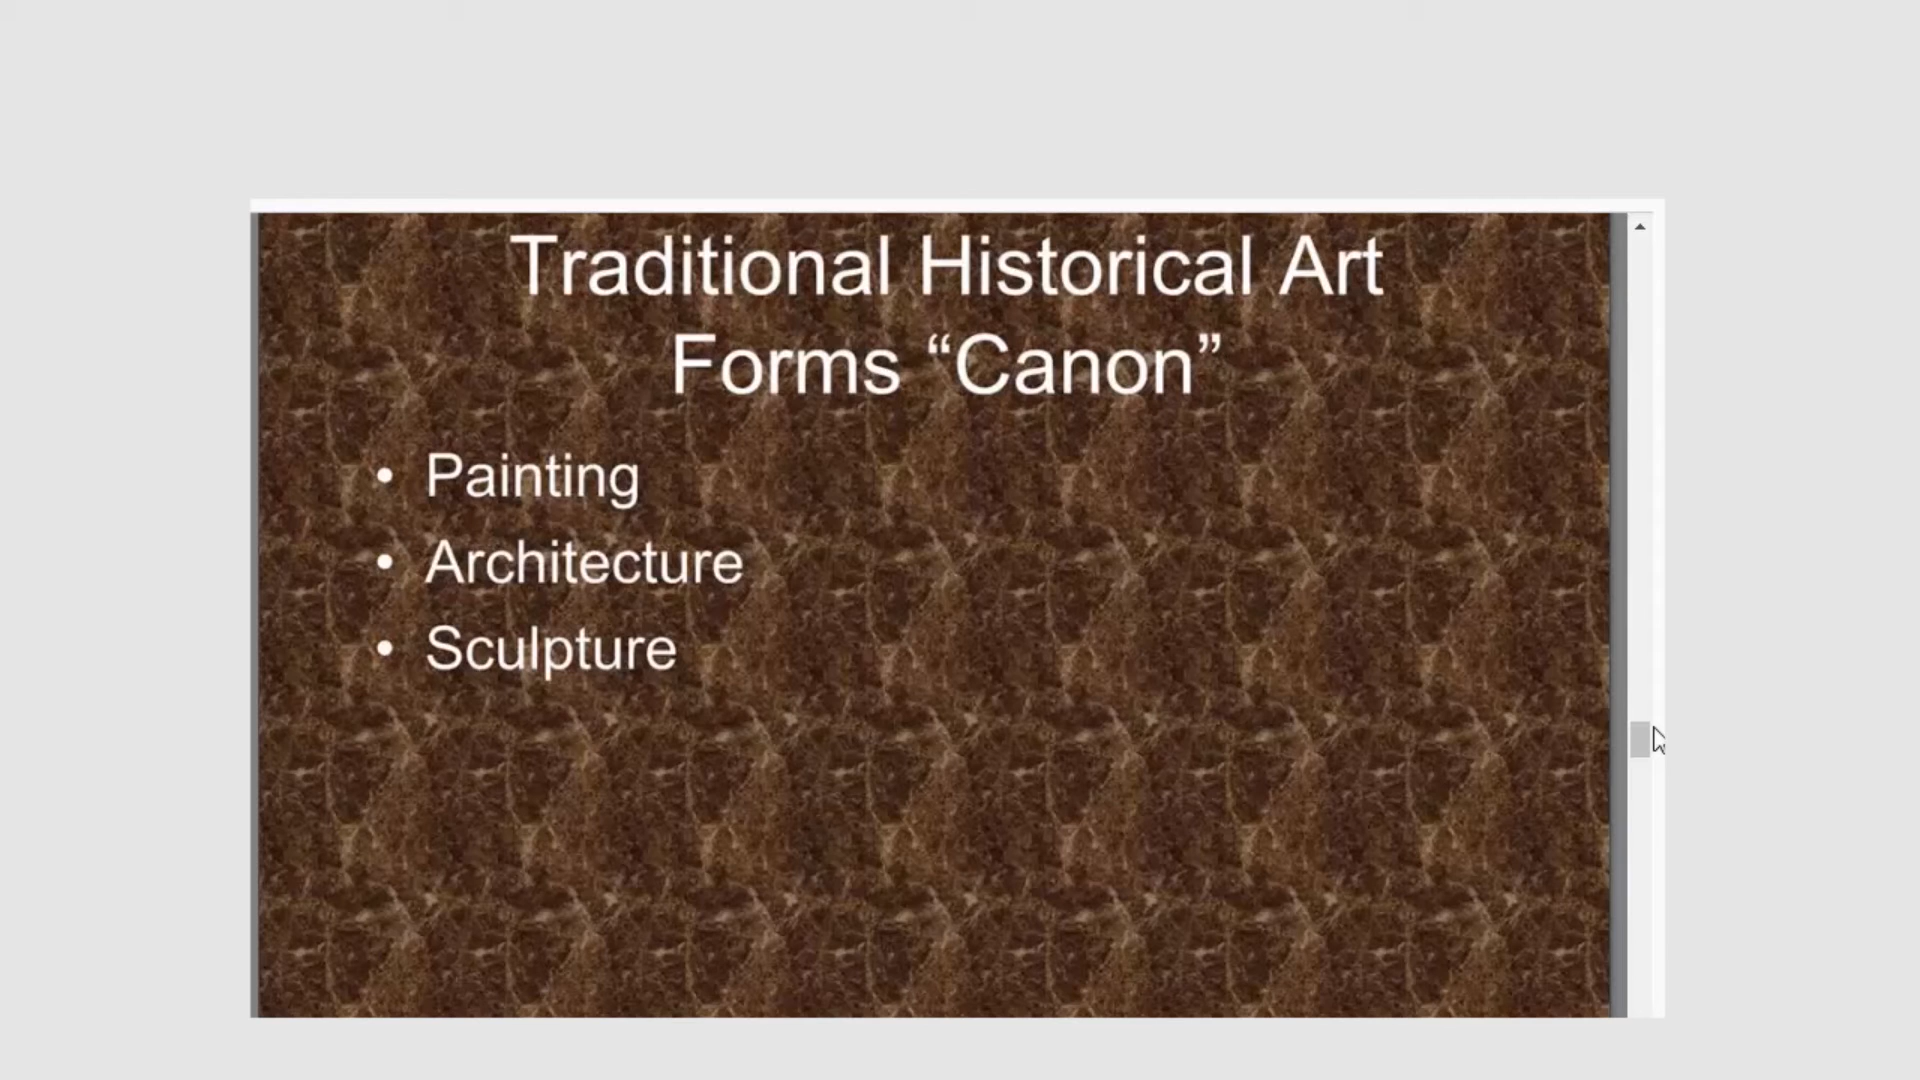 Traditional Historical Art
Forms “Canon”
• Painting
• Architecture
• Sculpture